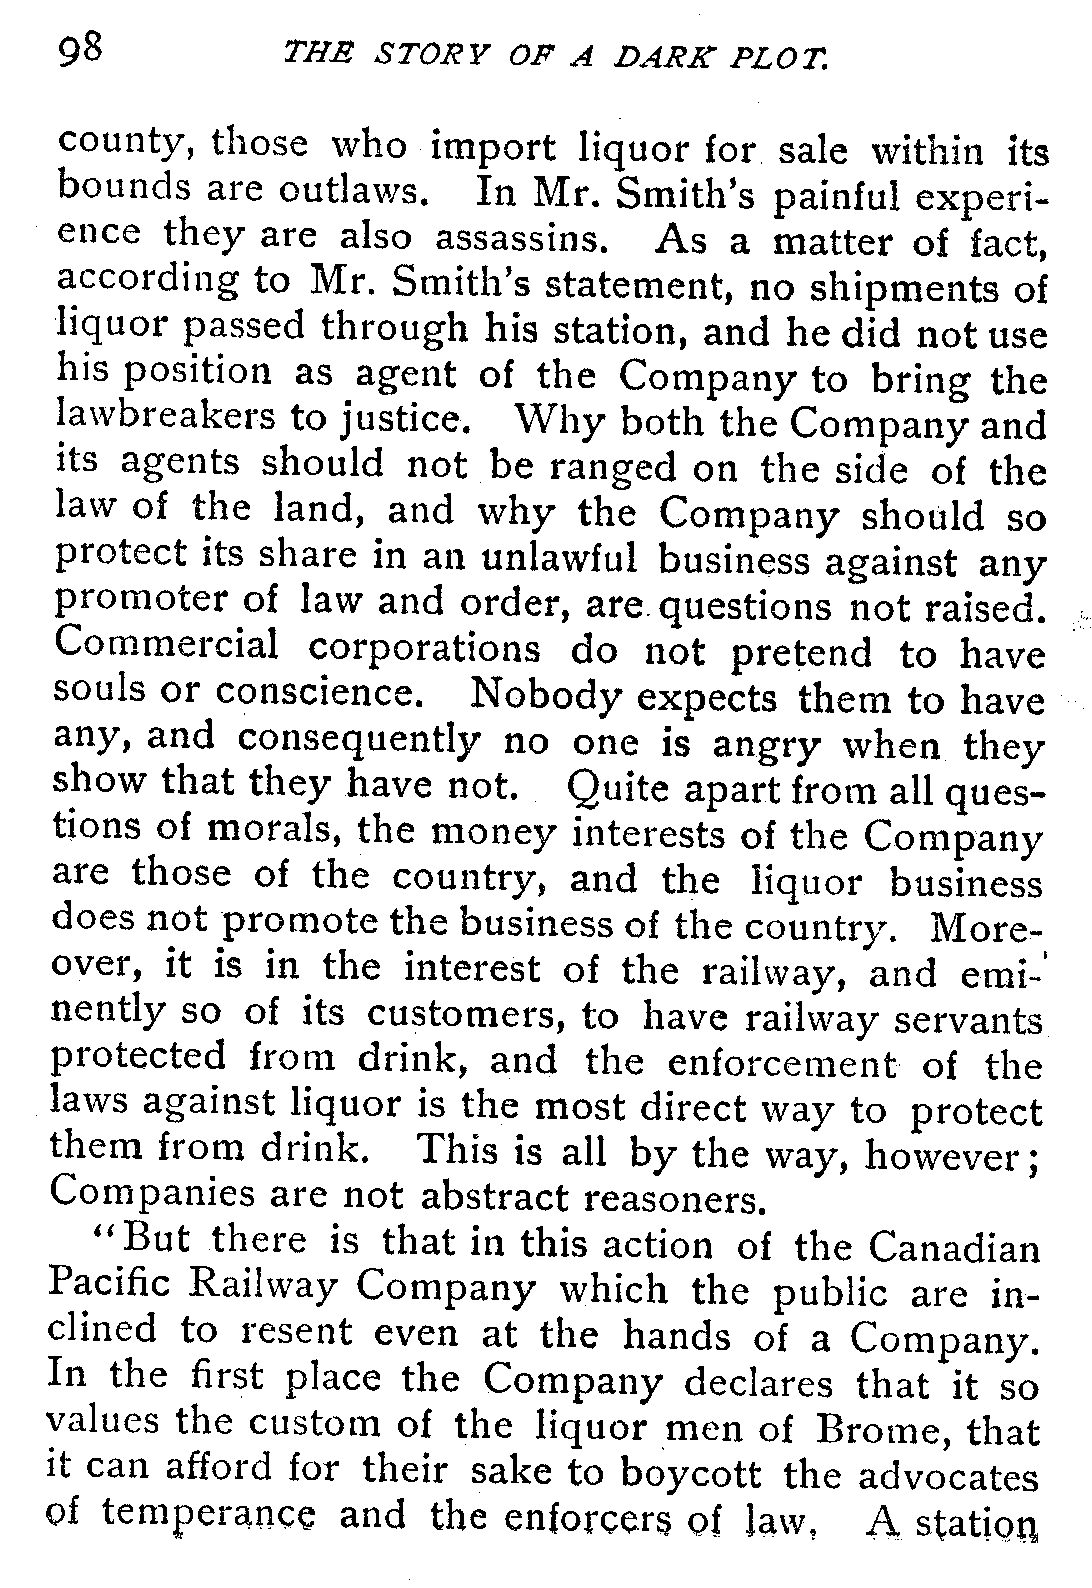 98 THE STORY OF A DARK PLOT.
county, those who import liquor for sale within its
bounds are outlaws. In Mr. Smith's painful experi-
ence they are also assassins. As a matter of fact,
according to Mr. Smith's statement, no shipments of
liquor passed through his station, and he did not use
his position as agent of the Company to bring the
lawbreakers to justice. Why both the Company and
its agents should not be ranged on the side of the
law of the land, and why the Company should so
protect its share in an unlawful business against any
promoter of law and order, are questions not raised.
Commercial corporations do not pretend to have
souls or conscience. Nobody expects them to have
any, and consequently no one is angry when they
show that they have not. Quite apart from all ques-
tions of morals, the money interests of the Company
are those of the country, and the liquor business
does not promote the business of the country. More-
over, it is in the interest of the railway, and emi-
nently so of its customers, to have railway servants
protected from drink, and the enforcement of the
laws against liquor is the most direct way to protect
them from drink. This is all by the way, however;
Companies are not abstract reasoners.
"But there is that in this action of the Canadian
Pacific Railway Company which the public are in-
clined to resent even at the hands of a Company.
In the first place the Company declares that it so
values the custom of the liquor men of Brome, that
it can afford for their sake to boycott the advocates
of temperance and the enforcers of law. A station